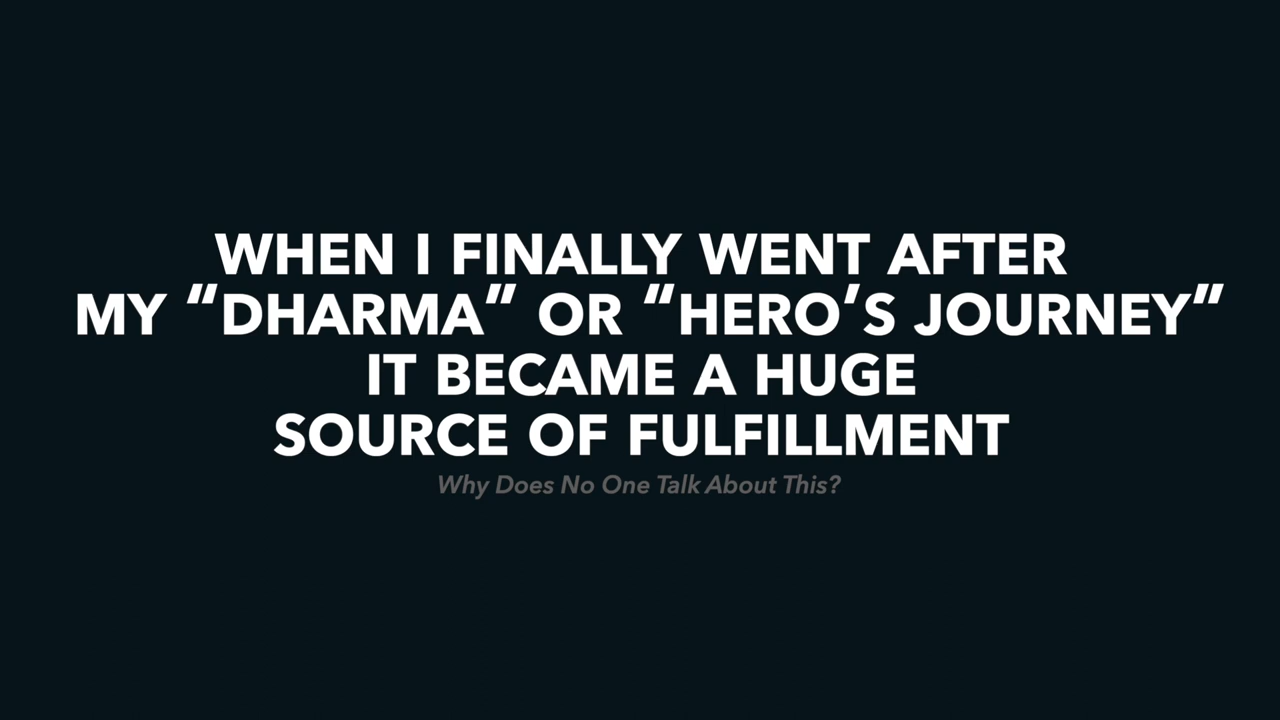 WHEN I FINALLY WENT AFTER
MY “DHARMA” OR “HERO’S JOURNEY”
IT BECAME A HUGE
SOURCE OF FULFILLMENT
Why Does No One Talk About This?